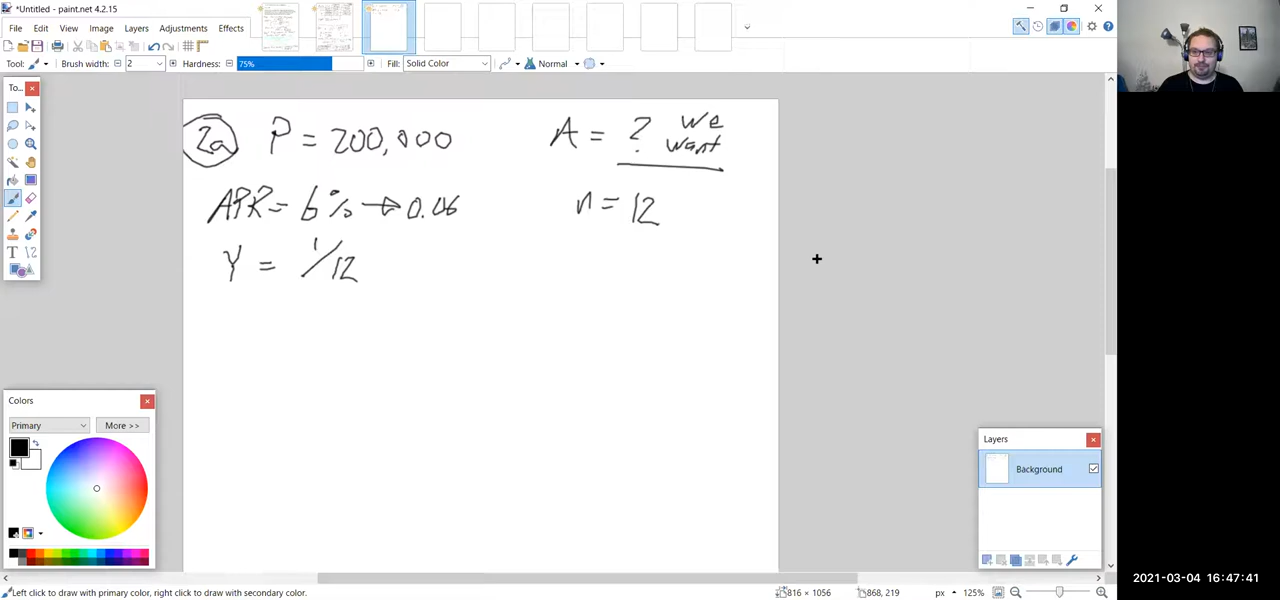 *Untitled - paint.net 4.2.15
File Edit View Image Layers Adjustments Effects
Tool: Brush width: 2 Hardness: 75% Fill: Solid Color Normal
To...
2a P = 200,000 A = ? we want
APR = 6% → 0.06 n = 12
Y = 1/12
Colors
Primary More >>
Layers
Background
2021-03-04 16:47:41
Left click to draw with primary color, right click to draw with secondary color. 816 × 1056 868, 219 px 125%